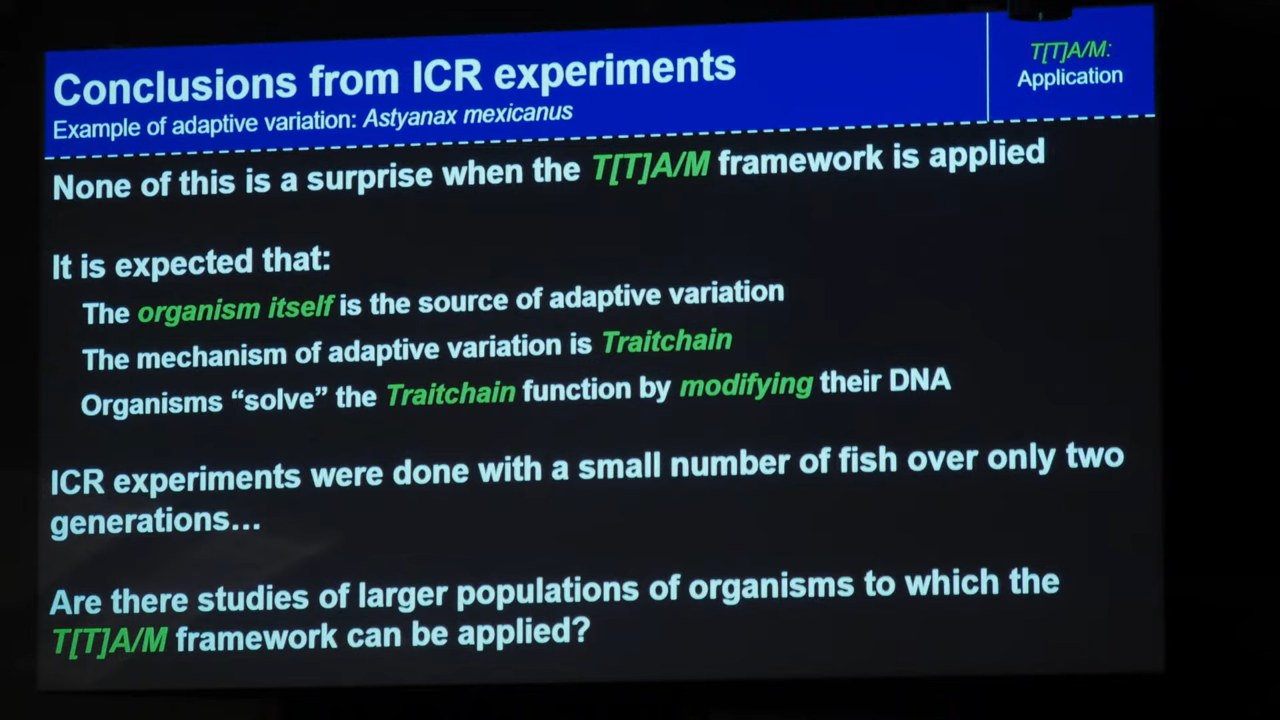 Conclusions from ICR experiments
Example of adaptive variation: Astyanax mexicanus
T[T]A/M:
Application
None of this is a surprise when the T[T]A/M framework is applied
It is expected that:
The organism itself is the source of adaptive variation
The mechanism of adaptive variation is Traitchain
Organisms “solve” the Traitchain function by modifying their DNA
ICR experiments were done with a small number of fish over only two
generations...
Are there studies of larger populations of organisms to which the
T[T]A/M framework can be applied?